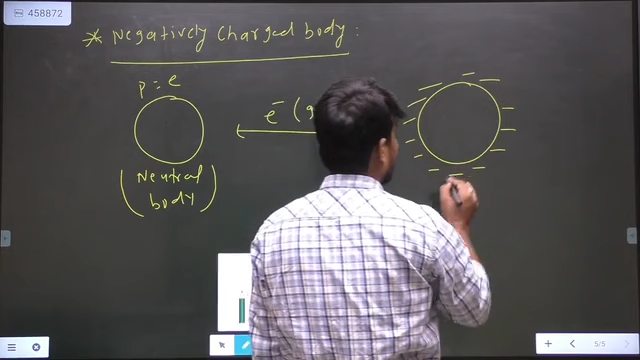 458872
* Negatively Charged body :
p = e
e⁻ (
(Neutral
body)
5/5